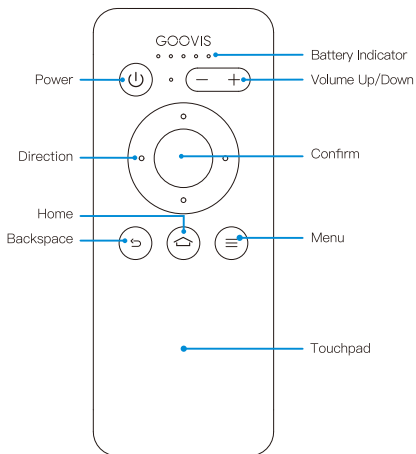 GOOVIS
Battery Indicator
Power
Volume Up/Down
Direction
Confirm
Home
Backspace
Menu
Touchpad